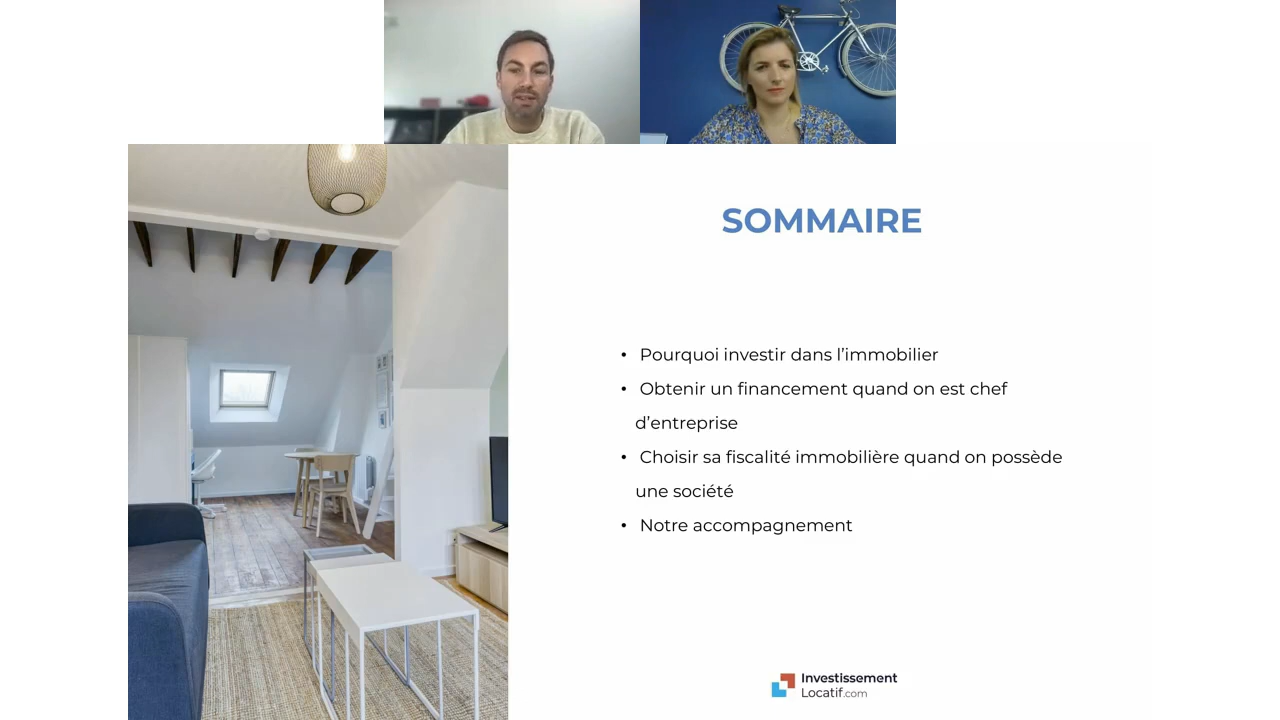 SOMMAIRE
• Pourquoi investir dans l’immobilier
• Obtenir un financement quand on est chef
d’entreprise
• Choisir sa fiscalité immobilière quand on possède
une société
• Notre accompagnement
Investissement
Locatif.com